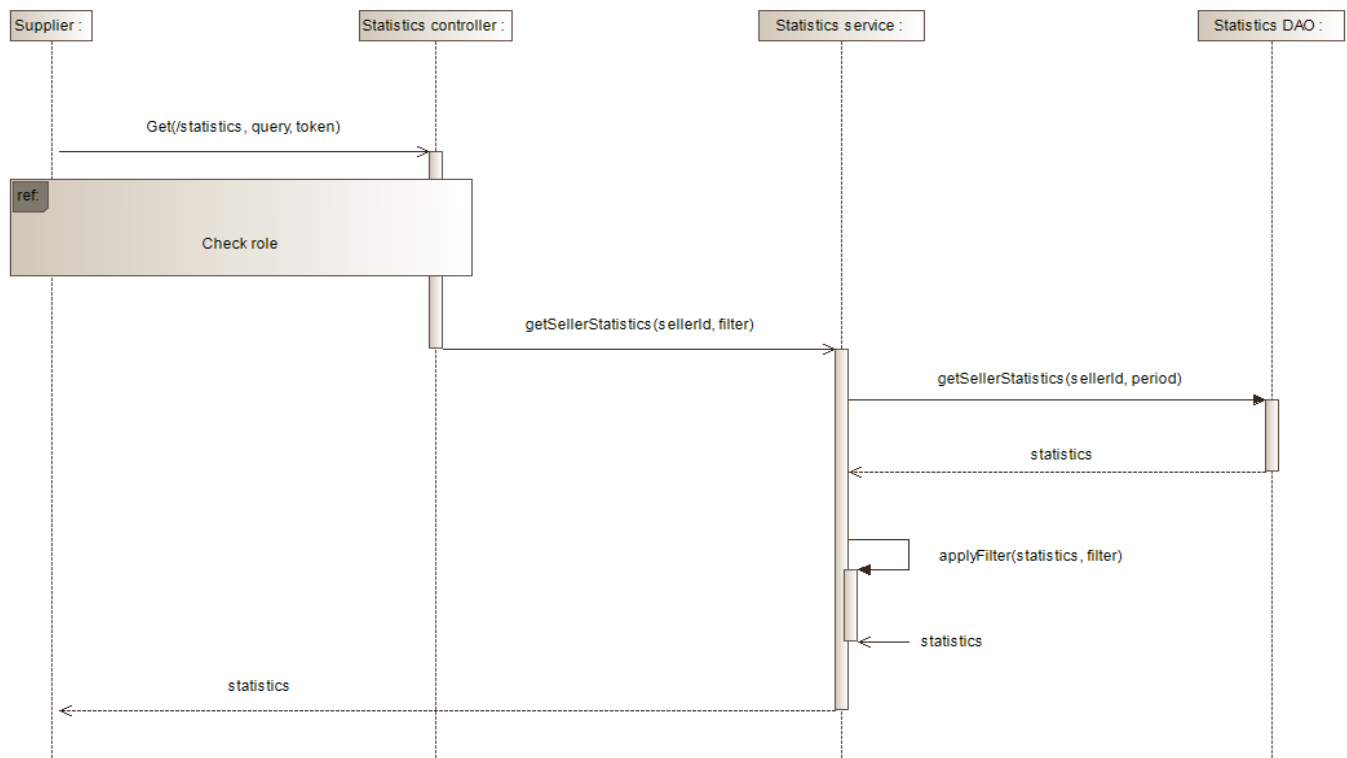 Supplier :
Statistics controller :
Statistics service :
Statistics DAO :
Get(/statistics, query, token)
ref:
Check role
getSellerStatistics(sellerId, filter)
getSellerStatistics(sellerId, period)
statistics
applyFilter(statistics, filter)
statistics
statistics